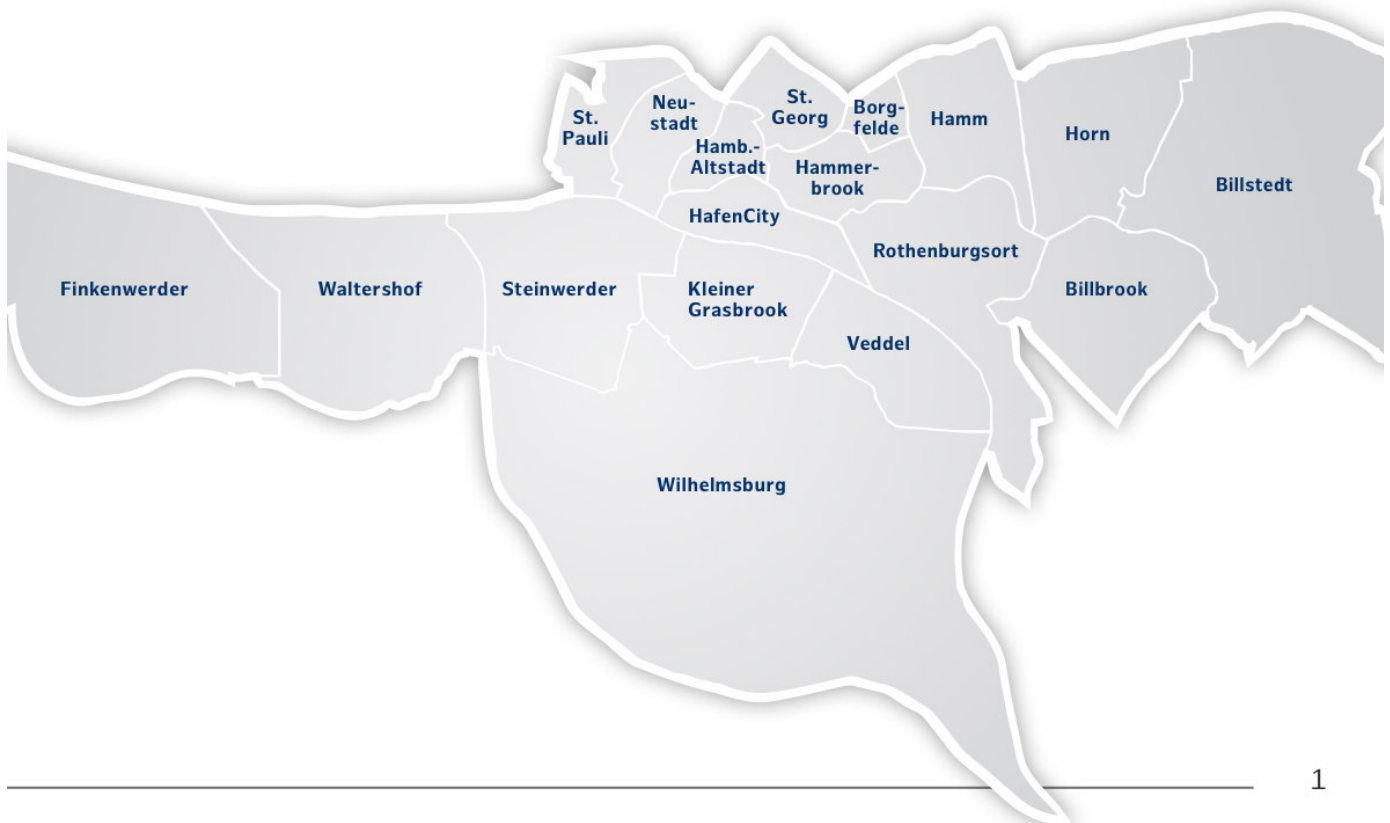 St.
Pauli
Neu-
stadt
Hamb.-
Altstadt
St.
Georg
Borg-
felde
Hamm
Horn
Billstedt
Hammer-
brook
HafenCity
Rothenburgsort
Billbrook
Finkenwerder
Waltershof
Steinwerder
Kleiner
Grasbrook
Veddel
Wilhelmsburg
1